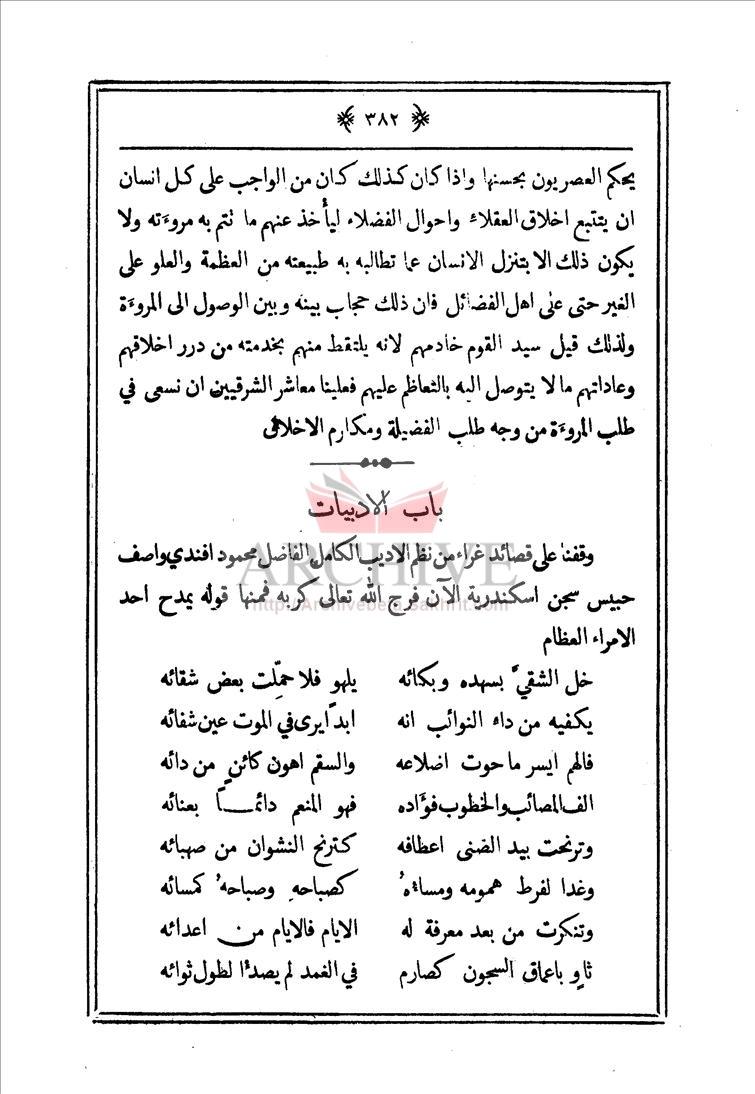 ﴿ ٣٨٢ ﴾
يحكم العصريون بحسنها واذا كان كذلك كان من الواجب على كل انسان
ان يتتبع اخلاق العقلاء واحوال الفضلاء ليأخذ عنهم ما تتم به مروءته ولا
يكون ذلك الا بتنزل الانسان عما تطالبه به طبيعته من العظمة والعلو على
الغير حتى على اهل الفضائل فان ذلك حجاب بينه وبين الوصول الى المروءة
ولذلك قيل سيد القوم خادمهم لانه يلتقط منهم بخدمته من درر اخلاقهم
وعاداتهم ما لا يتوصل اليه بالتعاظم عليهم فعلينا معاشر الشرقيين ان نسعى في
طلب المروءة من وجه طلب الفضيلة ومكارم الاخلاق
باب الادبيات
وقفنا على قصائد غراء من نظم الاديب الكامل الفاضل محمود افندي واصف
حبيس سجن اسكندرية الآن فرج الله تعالى كربه فمنها قوله يمدح احد
الامراء العظام
خل الشقيَّ بسهده وبكائه يلهو فلا حمِّلت بعض شقائه
يكفيه من داء النوائب انه ابداً يرى في الموت عين شفائه
فالهم ايسر ما حوت اضلاعه والسقم اهون كائنٍ من دائه
الف المصائب والخطوب فؤاده فهو المنعم دائماً بعنائه
وترنحت بيد الضنى اعطافه كترنح النشوان من صهبائه
وغدا لفرط همومه ومساءهُ كصباحهِ وصباحهُ كمسائه
وتنكرت من بعد معرفة له الايام فالايام من اعدائه
ثاوٍ باعماق السجون كصارم في الغمد لم يصدأ لطول ثوائه
ARCHIVE
http://Archivebeta.Sakhrit.com